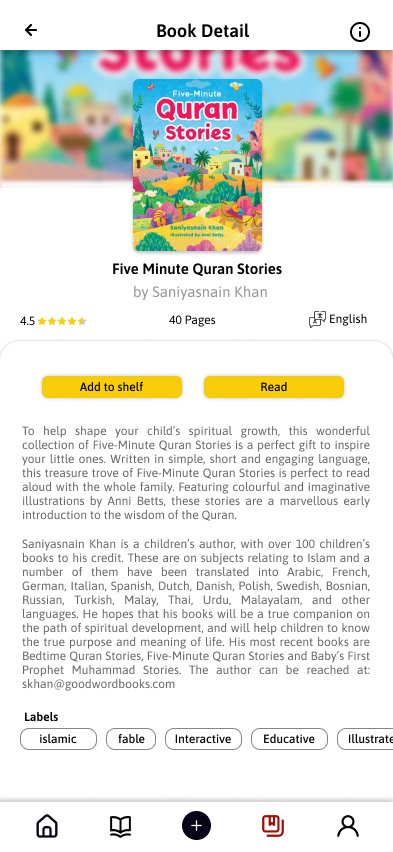 Book Detail
Stories
Five-Minute
Quran
Stories
Saniyasnain Khan
Illustrated by Anni Betts
Five Minute Quran Stories
by Saniyasnain Khan
4.5
40 Pages
English
Add to shelf
Read
To help shape your child’s spiritual growth, this wonderful
collection of Five-Minute Quran Stories is a perfect gift to inspire
your little ones. Written in simple, short and engaging language,
this treasure trove of Five-Minute Quran Stories is perfect to read
aloud with the whole family. Featuring colourful and imaginative
illustrations by Anni Betts, these stories are a marvellous early
introduction to the wisdom of the Quran.
Saniyasnain Khan is a children’s author, with over 100 children’s
books to his credit. These are on subjects relating to Islam and a
number of them have been translated into Arabic, French,
German, Italian, Spanish, Dutch, Danish, Polish, Swedish, Bosnian,
Russian, Turkish, Malay, Thai, Urdu, Malayalam, and other
languages. He hopes that his books will be a true companion on
the path of spiritual development, and will help children to know
the true purpose and meaning of life. His most recent books are
Bedtime Quran Stories, Five-Minute Quran Stories and Baby’s First
Prophet Muhammad Stories. The author can be reached at:
skhan@goodwordbooks.com
Labels
islamic
fable
Interactive
Educative
Illustrate